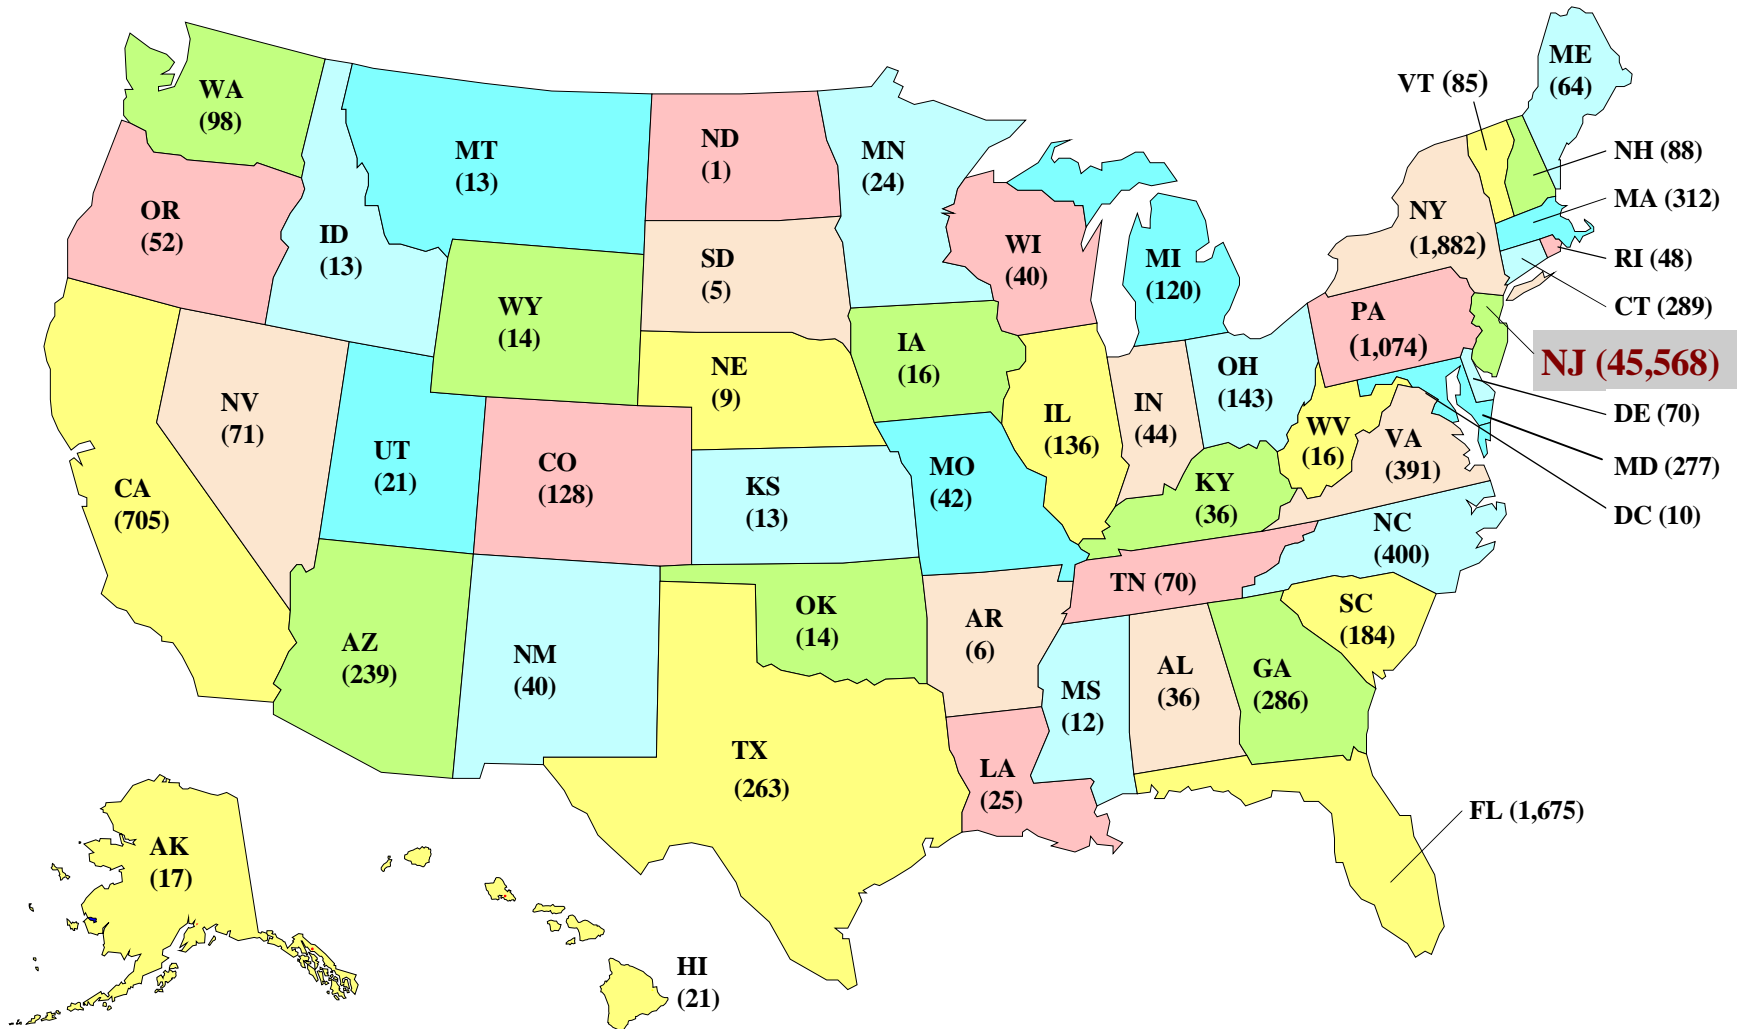 WA
(98)
OR
(52)
ID
(13)
MT
(13)
ND
(1)
MN
(24)
SD
(5)
WY
(14)
WI
(40)
MI
(120)
NY
(1,882)
VT (85)
ME
(64)
NH (88)
MA (312)
RI (48)
CT (289)
NJ (45,568)
DE (70)
MD (277)
DC (10)
PA
(1,074)
NE
(9)
IA
(16)
NV
(71)
UT
(21)
CO
(128)
CA
(705)
KS
(13)
MO
(42)
IL
(136)
IN
(44)
OH
(143)
WV
(16)
VA
(391)
KY
(36)
NC
(400)
TN (70)
SC
(184)
AZ
(239)
NM
(40)
OK
(14)
AR
(6)
MS
(12)
AL
(36)
GA
(286)
TX
(263)
LA
(25)
FL (1,675)
AK
(17)
HI
(21)